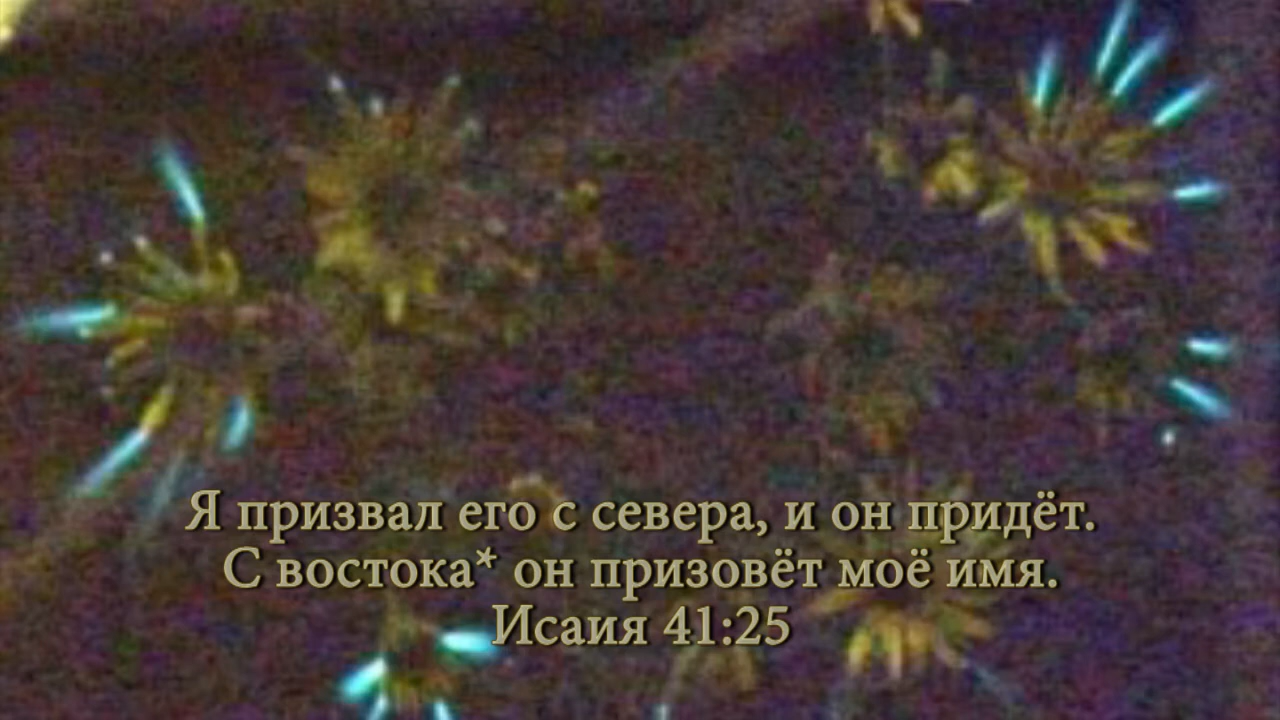 Я призвал его с севера, и он придёт.
С востока* он призовёт моё имя.
Исаия 41:25